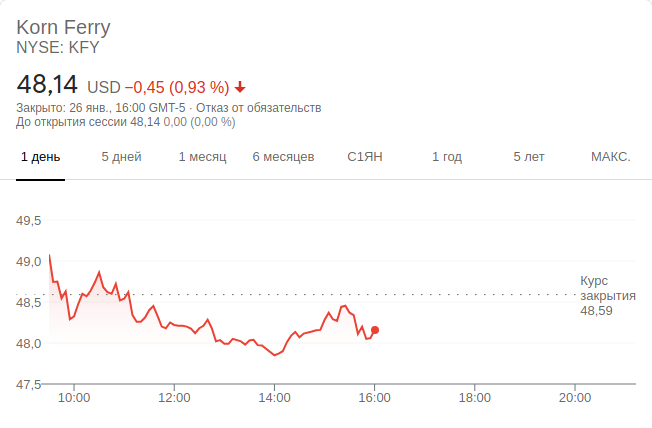 Korn Ferry
NYSE: KFY
48,14 USD −0,45 (0,93 %)
Закрыто: 26 янв., 16:00 GMT-5 · Отказ от обязательств
До открытия сессии 48,14 0,00 (0,00 %)
1 день 5 дней 1 месяц 6 месяцев С1ЯН 1 год 5 лет МАКС.
49,5
49,0
Курс
закрытия
48,59
48,5
48,0
47,5
10:00 12:00 14:00 16:00 18:00 20:00